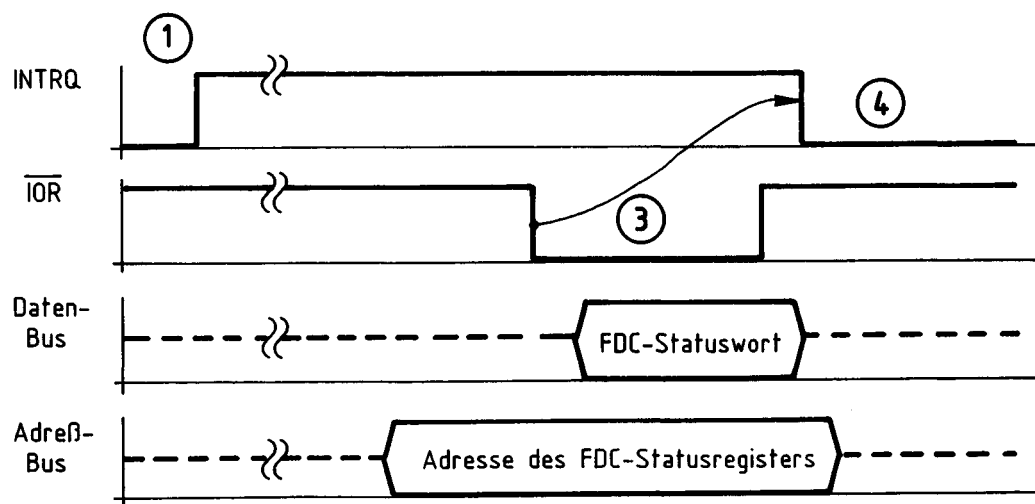 1
INTRQ
4
IOR
3
Daten-
Bus
FDC-Statuswort
Adreß-
Bus
Adresse des FDC-Statusregisters